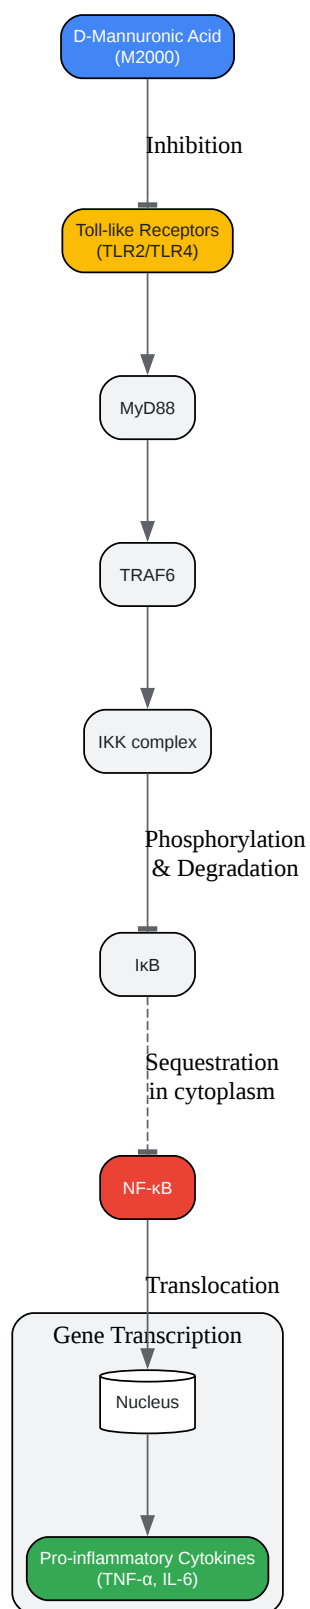 D-Mannuronic Acid
(M2000)
Inhibition
Toll-like Receptors
(TLR2/TLR4)
MyD88
TRAF6
IKK complex
Phosphorylation
& Degradation
IκB
Sequestration
in cytoplasm
NF-κB
Translocation
Gene Transcription
Nucleus
Pro-inflammatory Cytokines
(TNF-α, IL-6)